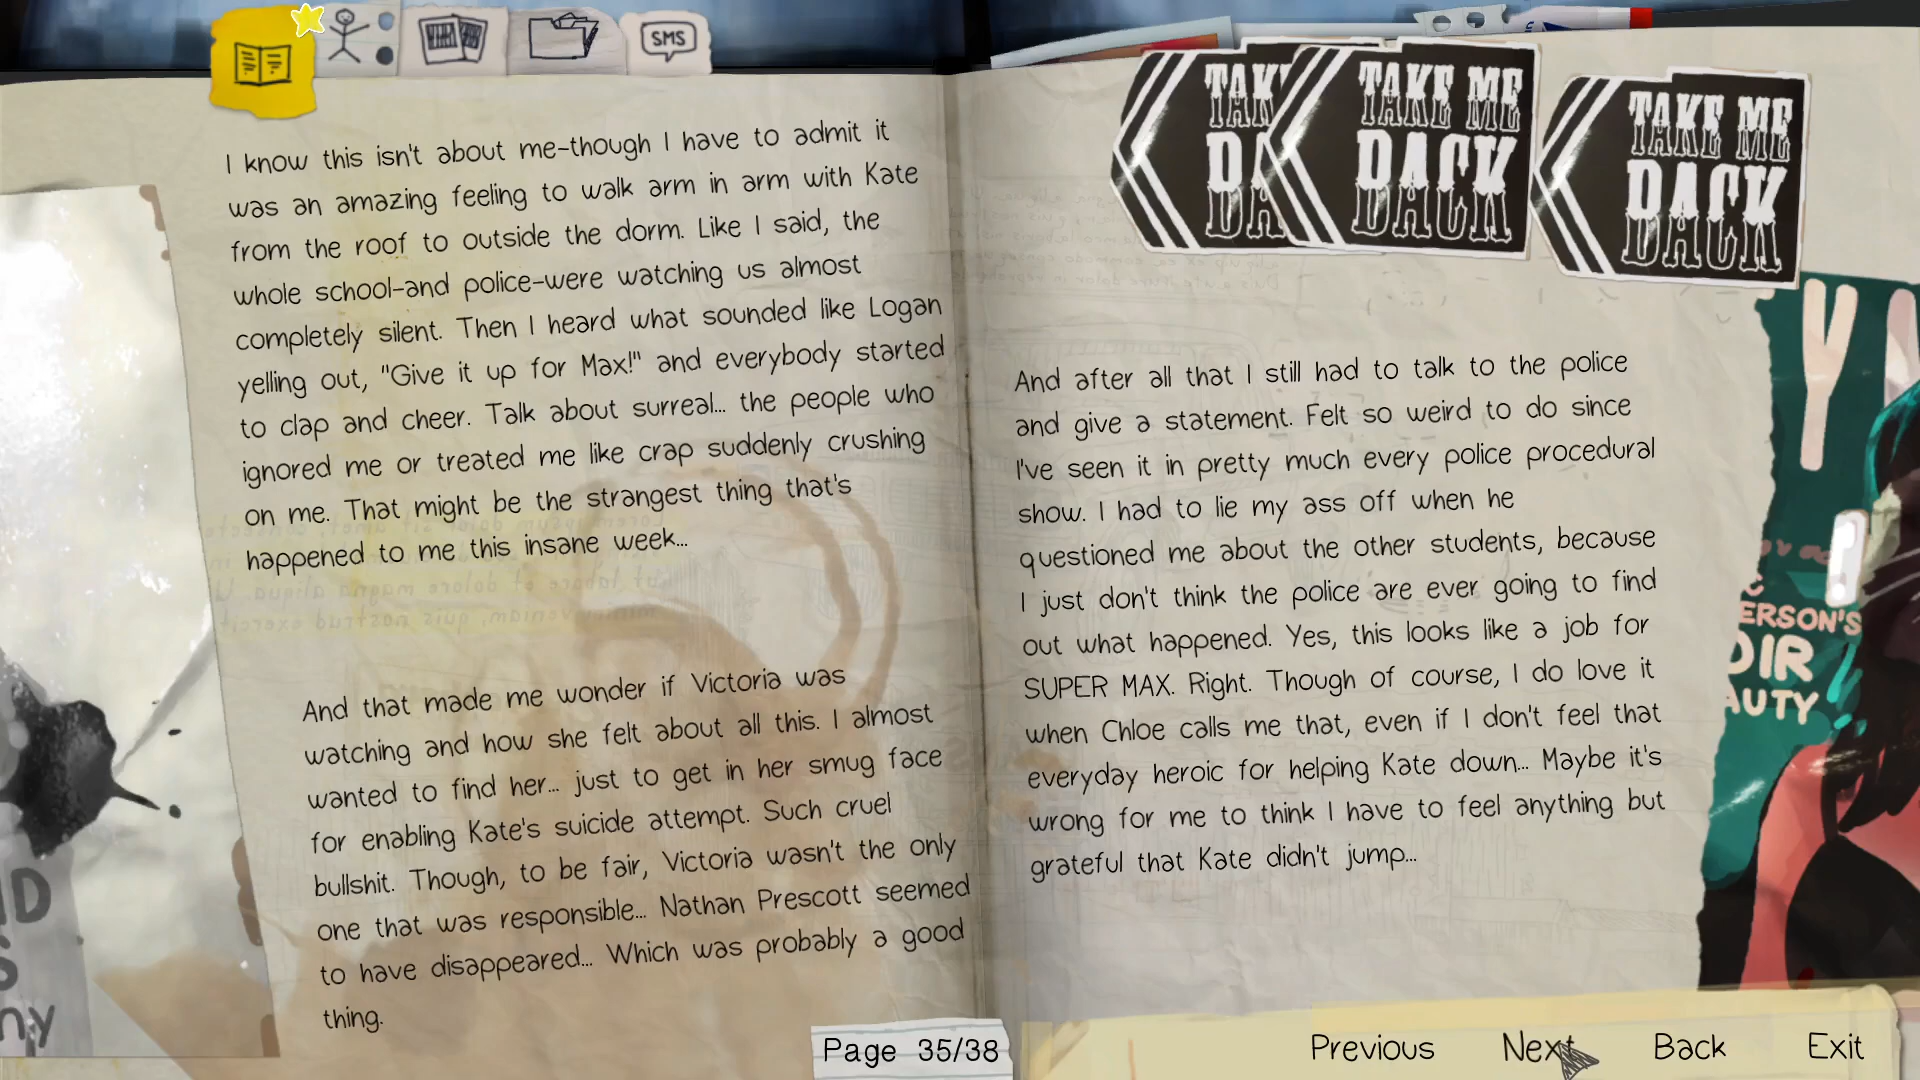 SMS
I know this isn't about me-though I have to admit it
was an amazing feeling to walk arm in arm with Kate
from the roof to outside the dorm. Like I said, the
whole school-and police-were watching us almost
completely silent. Then I heard what sounded like Logan
yelling out, "Give it up for Max!" and everybody started
to clap and cheer. Talk about surreal... the people who
ignored me or treated me like crap suddenly crushing
on me. That might be the strangest thing that's
happened to me this insane week...
And that made me wonder if Victoria was
watching and how she felt about all this. I almost
wanted to find her... just to get in her smug face
for enabling Kate's suicide attempt. Such cruel
bullshit. Though, to be fair, Victoria wasn't the only
one that was responsible... Nathan Prescott seemed
to have disappeared... Which was probably a good
thing.
TAK
DA
TAKE ME
DACK
TAKE ME
DACK
And after all that I still had to talk to the police
and give a statement. Felt so weird to do since
I've seen it in pretty much every police procedural
show. I had to lie my ass off when he
questioned me about the other students, because
I just don't think the police are ever going to find
out what happened. Yes, this looks like a job for
SUPER MAX. Right. Though of course, I do love it
when Chloe calls me that, even if I don't feel that
everyday heroic for helping Kate down... Maybe it's
wrong for me to think I have to feel anything but
grateful that Kate didn't jump...
Y
ERSON'S
OIR
AUTY
ND
S
ny
Page 35/38
Previous Next Back Exit